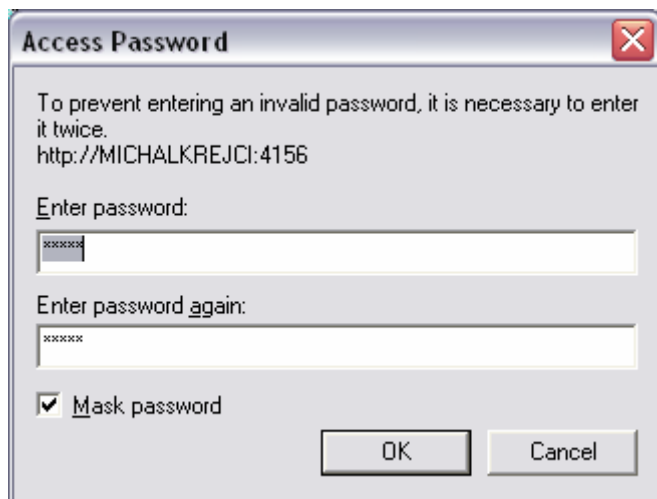 Access Password
To prevent entering an invalid password, it is necessary to enter
it twice.
http://MICHALKREJCI:4156
Enter password:
*****
Enter password again:
*****
Mask password
OK Cancel